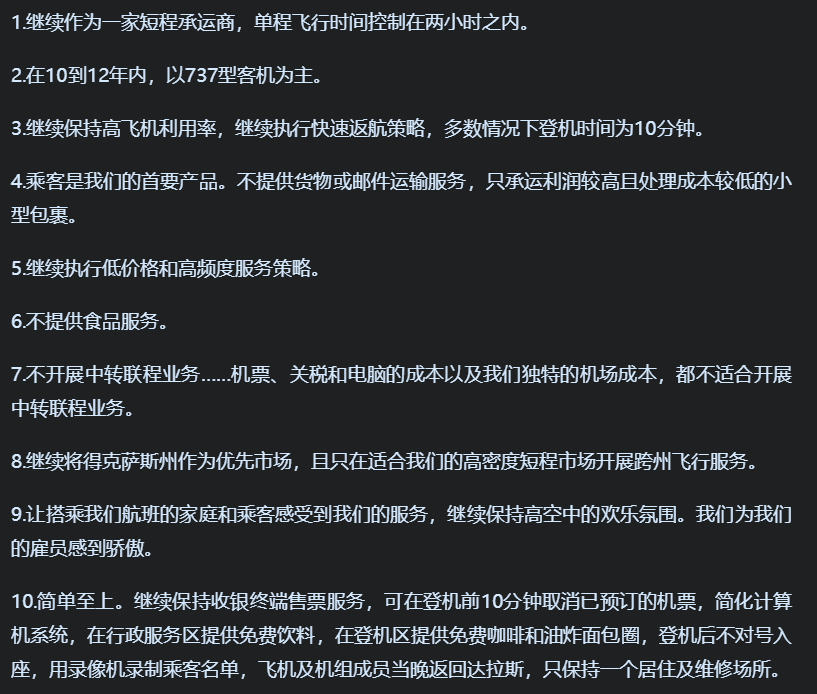 1.继续作为一家短程承运商，单程飞行时间控制在两小时之内。
2.在10到12年内，以737型客机为主。
3.继续保持高飞机利用率，继续执行快速返航策略，多数情况下登机时间为10分钟。
4.乘客是我们的首要产品。不提供货物或邮件运输服务，只承运利润较高且处理成本较低的小
型包裹。
5.继续执行低价格和高频度服务策略。
6.不提供食品服务。
7.不开展中转联程业务……机票、关税和电脑的成本以及我们独特的机场成本，都不适合开展
中转联程业务。
8.继续将得克萨斯州作为优先市场，且只在适合我们的高密度短程市场开展跨州飞行服务。
9.让搭乘我们航班的家庭和乘客感受到我们的服务，继续保持高空中的欢乐氛围。我们为我们
的雇员感到骄傲。
10.简单至上。继续保持收银终端售票服务，可在登机前10分钟取消已预订的机票，简化计算
机系统，在行政服务区提供免费饮料，在登机区提供免费咖啡和油炸面包圈，登机后不对号入
座，用录像机录制乘客名单，飞机及机组成员当晚返回达拉斯，只保持一个居住及维修场所。